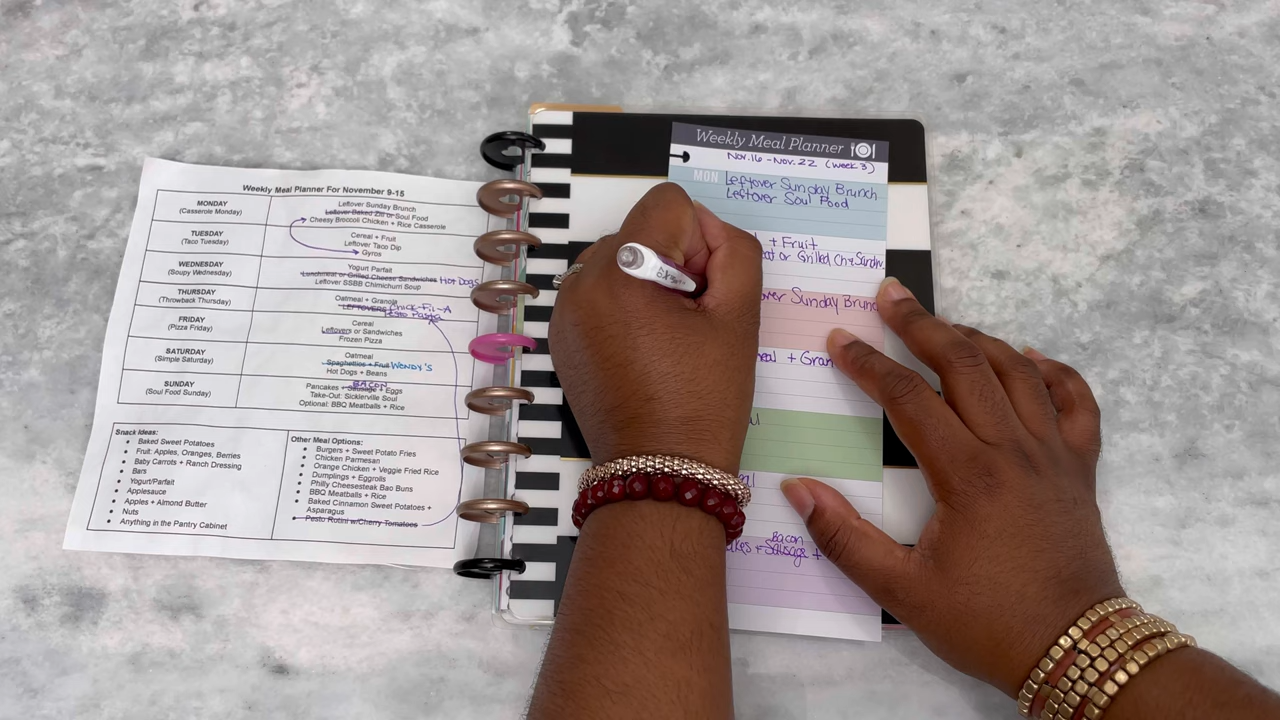 Weekly Meal Planner For November 9-15
MONDAY
(Casserole Monday)
Leftover Sunday Brunch
Leftover Baked Ziti or Soul Food
Cheesy Broccoli Chicken + Rice Casserole
TUESDAY
(Taco Tuesday)
Cereal + Fruit
Leftover Taco Dip
Gyros
WEDNESDAY
(Soupy Wednesday)
Yogurt Parfait
Lunchmeat or Grilled Cheese Sandwiches HOT DOGS
Leftover SSBB Chimichurri Soup
THURSDAY
(Throwback Thursday)
Oatmeal + Granola
LEFTOVERS Chick-Fil-A
FRIDAY
(Pizza Friday)
Cereal
Leftovers or Sandwiches
Frozen Pizza
SATURDAY
(Simple Saturday)
Oatmeal
Spaghettios + Fruit WENDY'S
Hot Dogs + Beans
SUNDAY
(Soul Food Sunday)
BACON
Pancakes + Sausage + Eggs
Take-Out: Sicklerville Soul
Optional: BBQ Meatballs + Rice
Snack Ideas:
Baked Sweet Potatoes
Fruit: Apples, Oranges, Berries
Baby Carrots + Ranch Dressing
Bars
Yogurt/Parfait
Applesauce
Apples + Almond Butter
Nuts
Anything in the Pantry Cabinet
Other Meal Options:
Burgers + Sweet Potato Fries
Chicken Parmesan
Orange Chicken + Veggie Fried Rice
Dumplings + Eggrolls
Philly Cheesesteak Bao Buns
BBQ Meatballs + Rice
Baked Cinnamon Sweet Potatoes +
Asparagus
Pesto Rotini w/Cherry Tomatoes
Weekly Meal Planner
Nov.16 - Nov.22 (Week 3)
MON Leftover Sunday Brunch
Leftover Soul Food
+ Fruit
or Grilled Ch. Sandw.
Sunday Brunch
+ Gran
Bacon
Sausage +